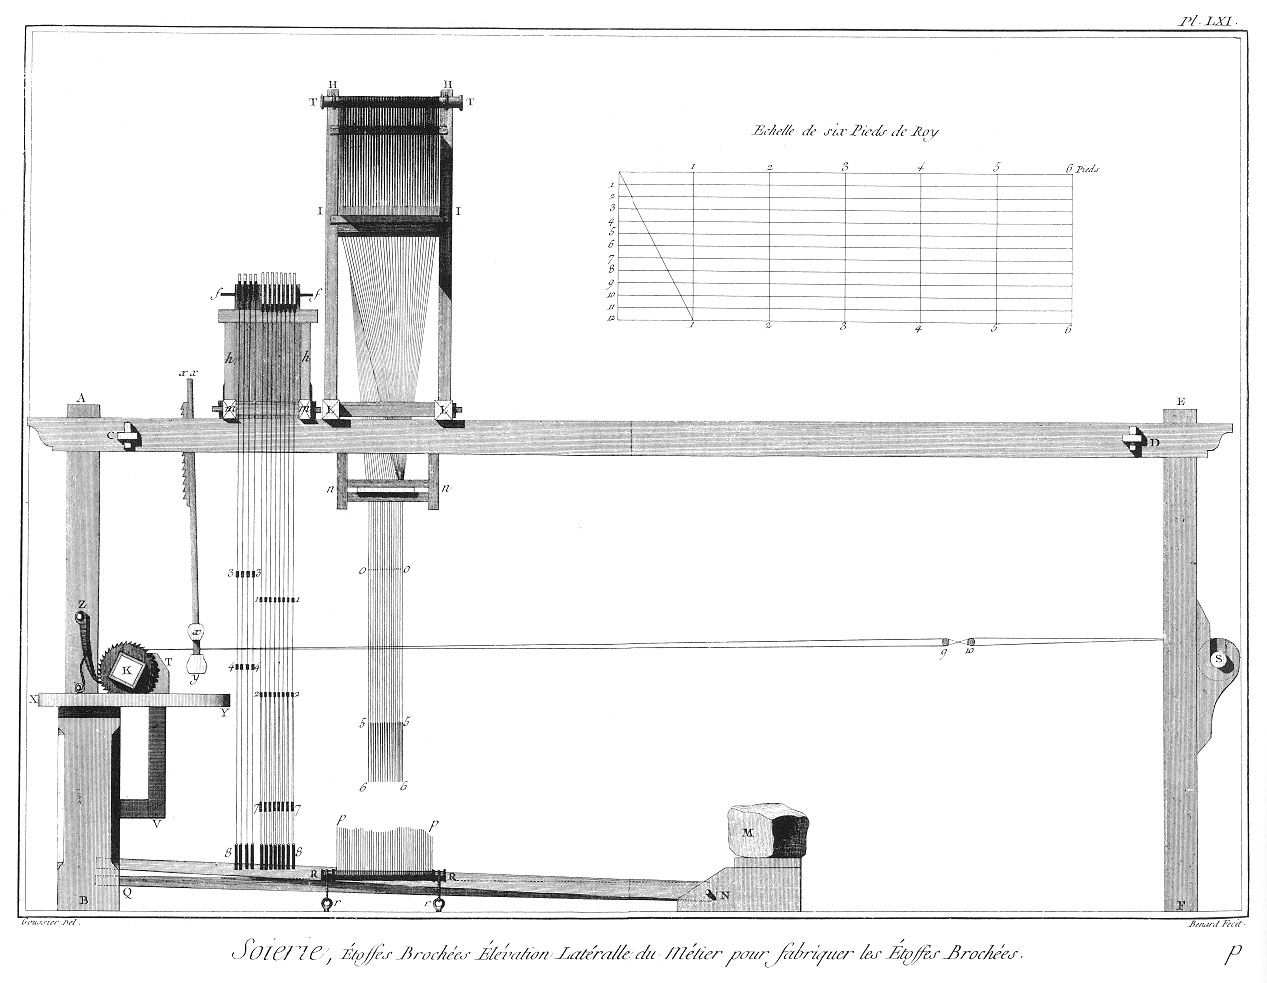 Pl. LXI.
H H
T T
Echelle de six Pieds de Roy
1 2 3 4 5 6 Pieds
1
2
3
4
5
6
7
8
9
10
11
12
1 2 3 4 5 6
I I
f f
h h
x x
m m L L
A E
C D
n n
3 3 o o
1 1
Z
x
K T 4 4 9 10 S
y
X Y 2 2
5 5
6 6
7 7
V p p M
8 8
R R
Q N
B r r F
Goussier Del. Benard Fecit.
Soierie, Étoffes Brochées Élévation Latéralle du Métier pour fabriquer les Étoffes Brochées.
P